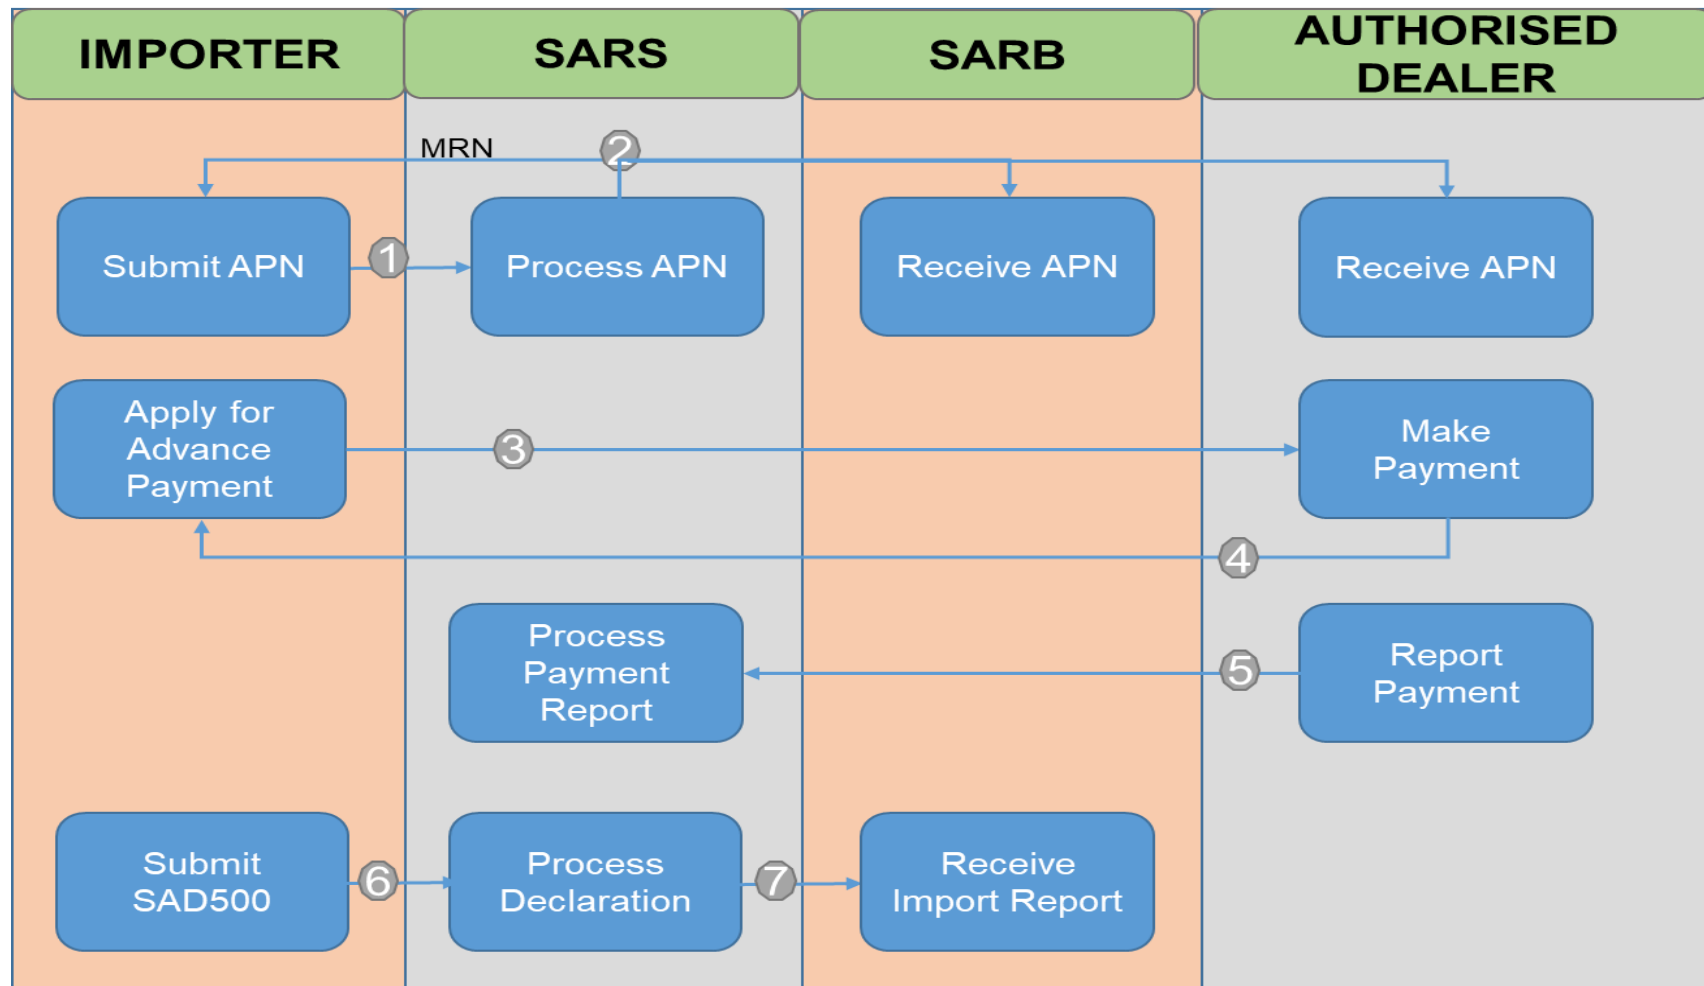 IMPORTER
SARS
SARB
AUTHORISED
DEALER
MRN
2
Submit APN
1
Process APN
Receive APN
Receive APN
Apply for
Advance
Payment
3
Make
Payment
4
Process
Payment
Report
5
Report
Payment
Submit
SAD500
6
Process
Declaration
7
Receive
Import Report